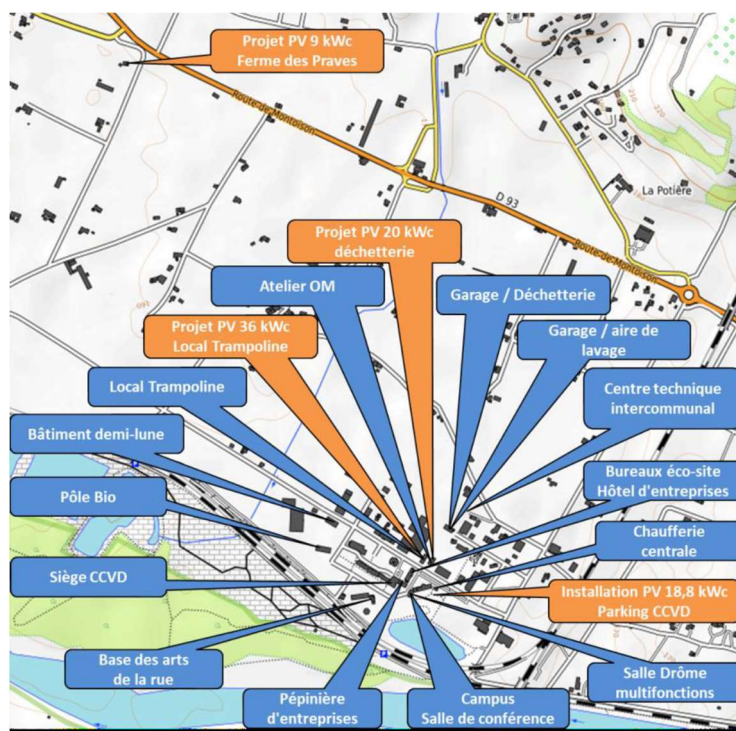 Projet PV 9 kWc
Ferme des Praves
Route-de-Montoison
La Potière
D 93
Projet PV 20 kWc
déchetterie
Route-de-Montoison
Atelier OM
Garage / Déchetterie
Projet PV 36 kWc
Local Trampoline
Garage / aire de
lavage
Local Trampoline
Centre technique
intercommunal
Bâtiment demi-lune
Bureaux éco-site
Hôtel d'entreprises
Pôle Bio
Chaufferie
centrale
Siège CCVD
Installation PV 18,8 kWc
Parking CCVD
Base des arts
de la rue
Salle Drôme
multifonctions
Pépinière
d'entreprises
Campus
Salle de conférence